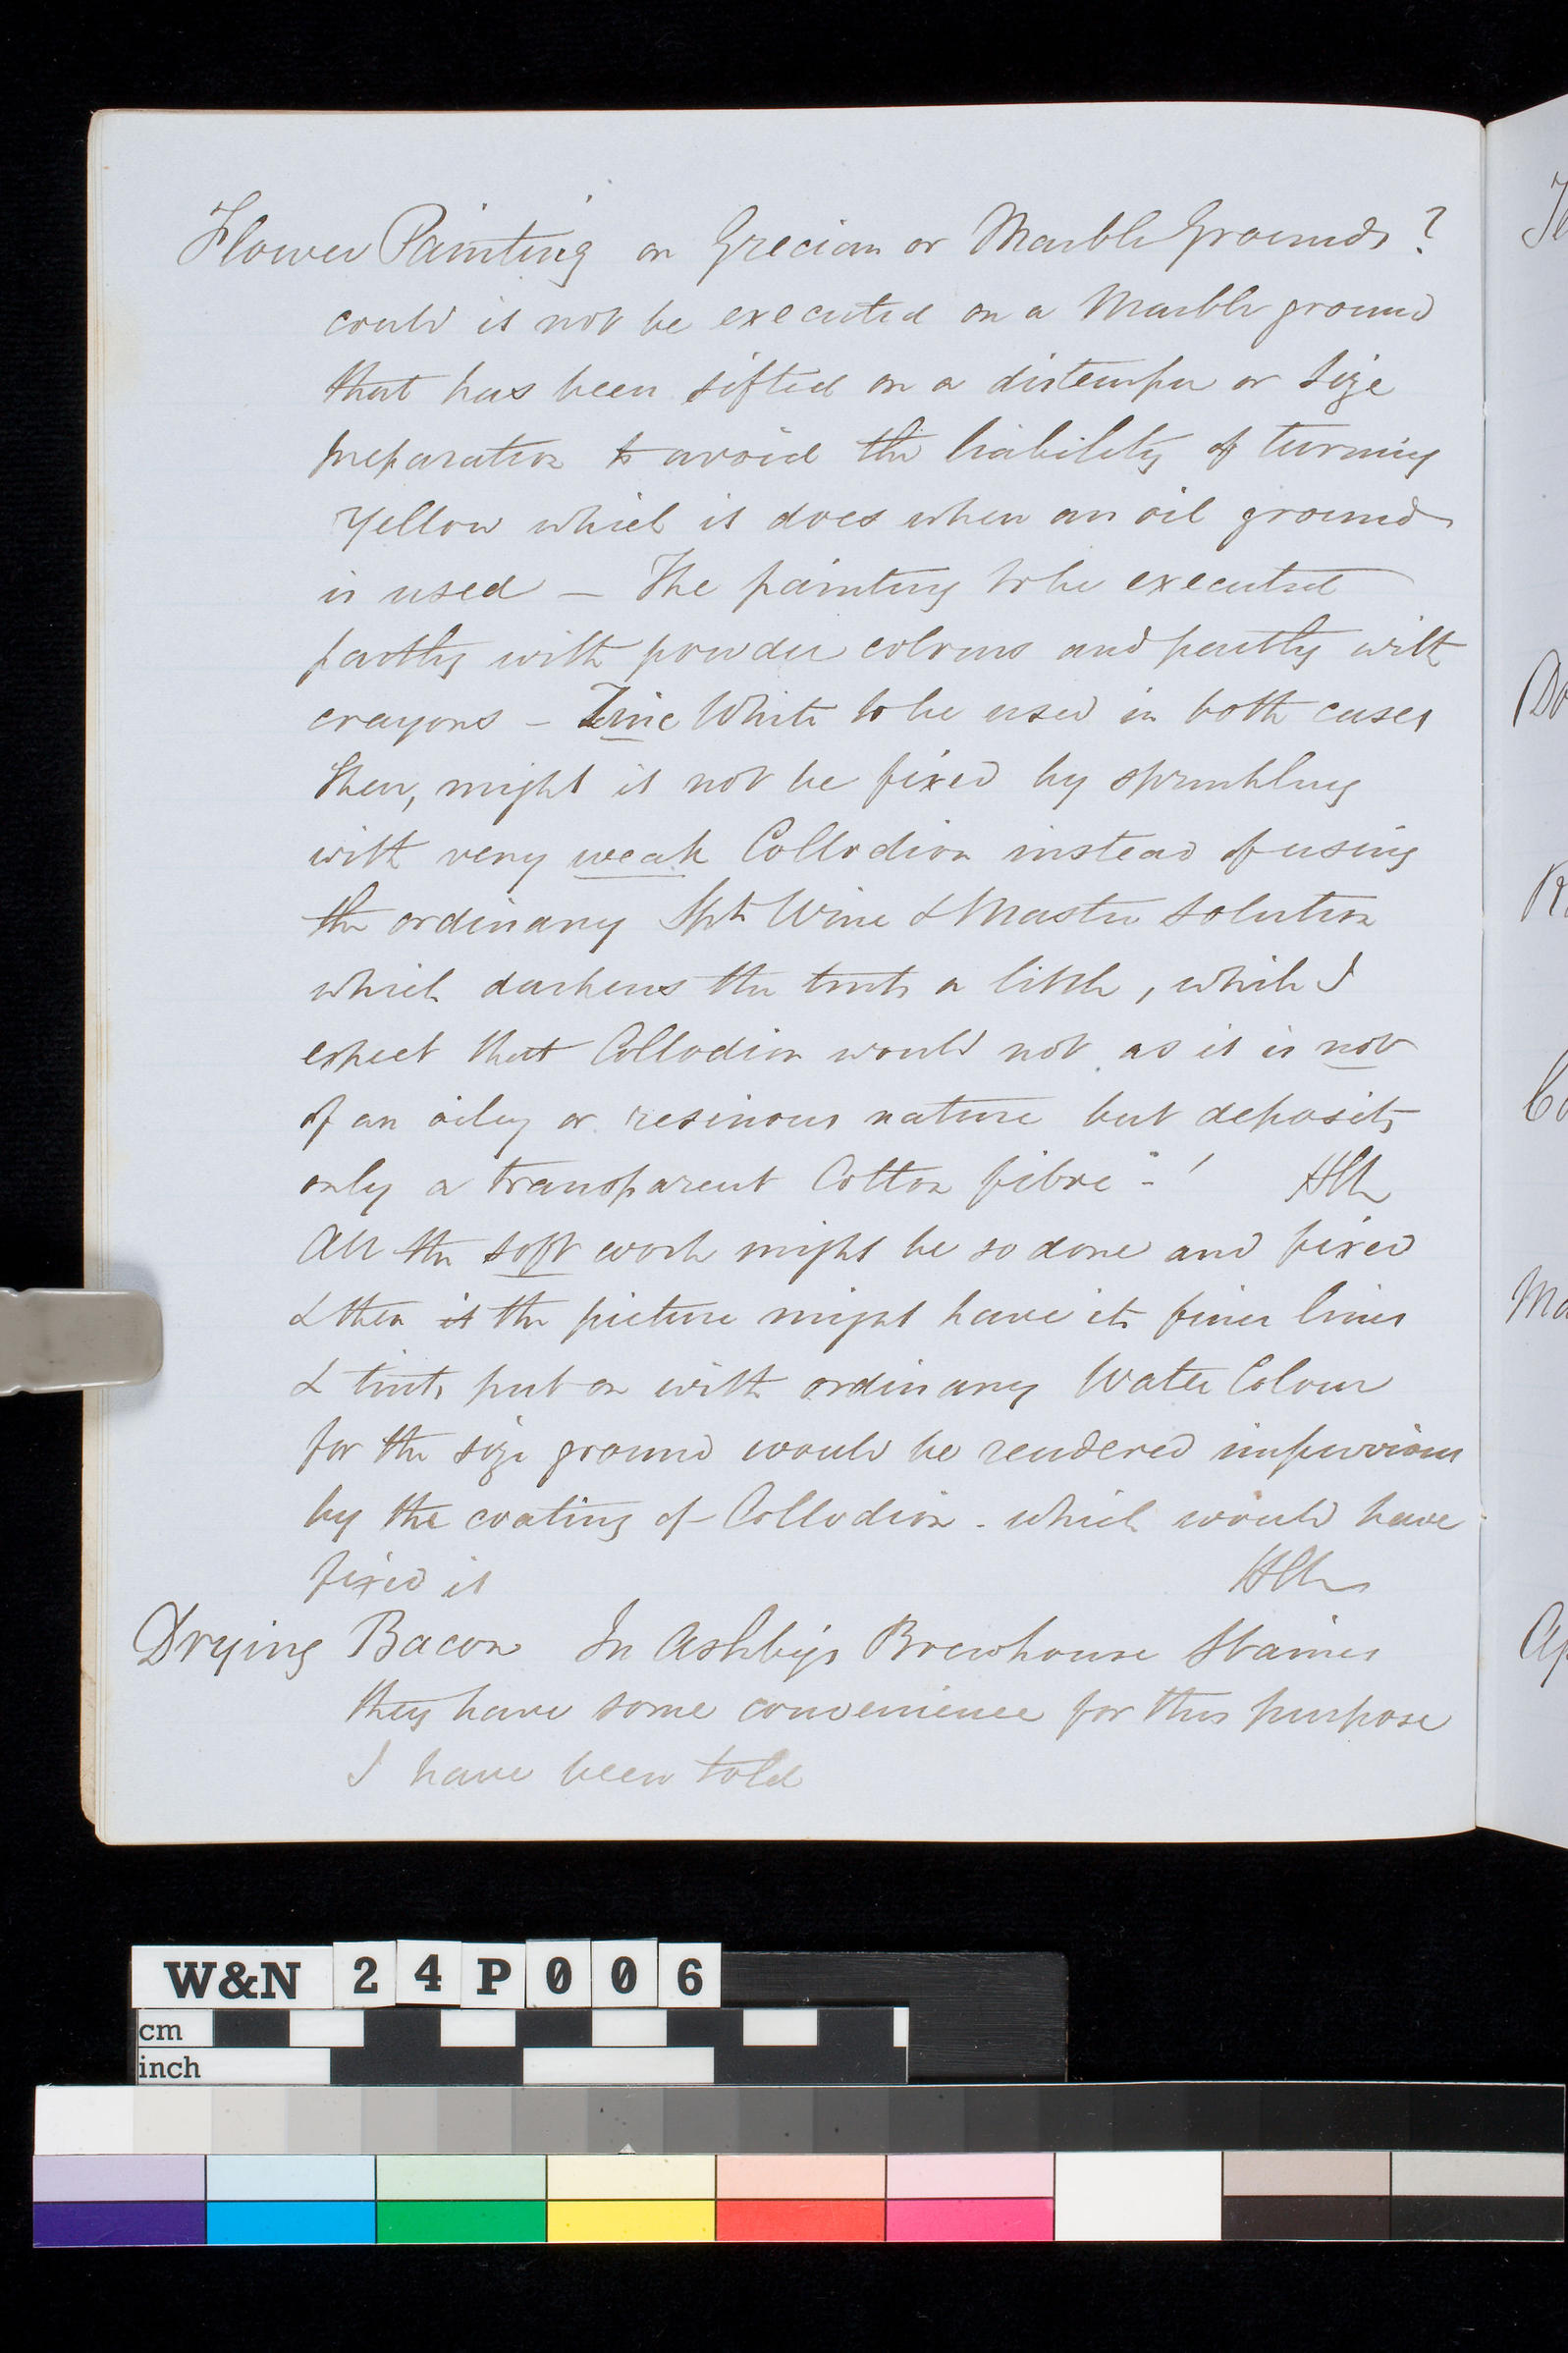 Flower Painting on Grecian or Marble Grounds?
could it not be executed on a Marble ground
that has been sifted on a distemper or size
preparation to avoid the liability of turning
Yellow which it does when an oil ground
is used – The painting to be executed
partly with powder colours and partly with
crayons – Zinc White to be used in both cases
then, might it not be fixed by sprinkling
with very weak Collodion instead of using
the ordinary Spt Wine & Mastic solution
which darkens the tints a little, while I
expect that Collodion would not as it is not
of an oiley or resinous nature but deposits
only a transparent Cotton fibre - !
All the soft work might be so done and fixed
& then it the picture might have its finer lines
& tints put on with ordinary Water Colour
for the size ground would be rendered impervious
by the coating of Collodion - which would have
fixed it
Drying Bacon In Ashby's Brewhouse Staines
they have some convenience for this purpose
I have been told
W&N 24P006
cm
inch